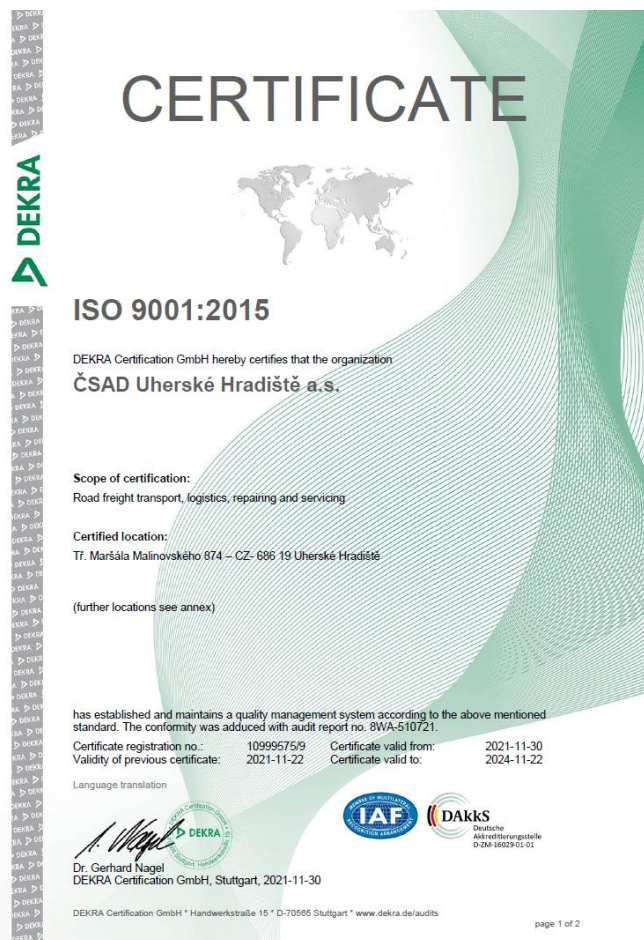 CERTIFICATE
DEKRA
ISO 9001:2015
DEKRA Certification GmbH hereby certifies that the organization
ČSAD Uherské Hradiště a.s.
Scope of certification:
Road freight transport, logistics, repairing and servicing
Certified location:
Tř. Maršála Malinovského 874 – CZ- 686 19 Uherské Hradiště
(further locations see annex)
has established and maintains a quality management system according to the above mentioned
standard. The conformity was adduced with audit report no. 8WA-510721.
Certificate registration no.: 10999575/9 Certificate valid from: 2021-11-30
Validity of previous certificate: 2021-11-22 Certificate valid to: 2024-11-22
Language translation
DEKRA
MEMBER OF MULTILATERAL
IAF
RECOGNITION ARRANGEMENT
DAkkS
Deutsche
Akkreditierungsstelle
D-ZM-16029-01-01
Dr. Gerhard Nagel
DEKRA Certification GmbH, Stuttgart, 2021-11-30
DEKRA Certification GmbH * Handwerkstraße 15 * D-70565 Stuttgart * www.dekra.de/audits
page 1 of 2